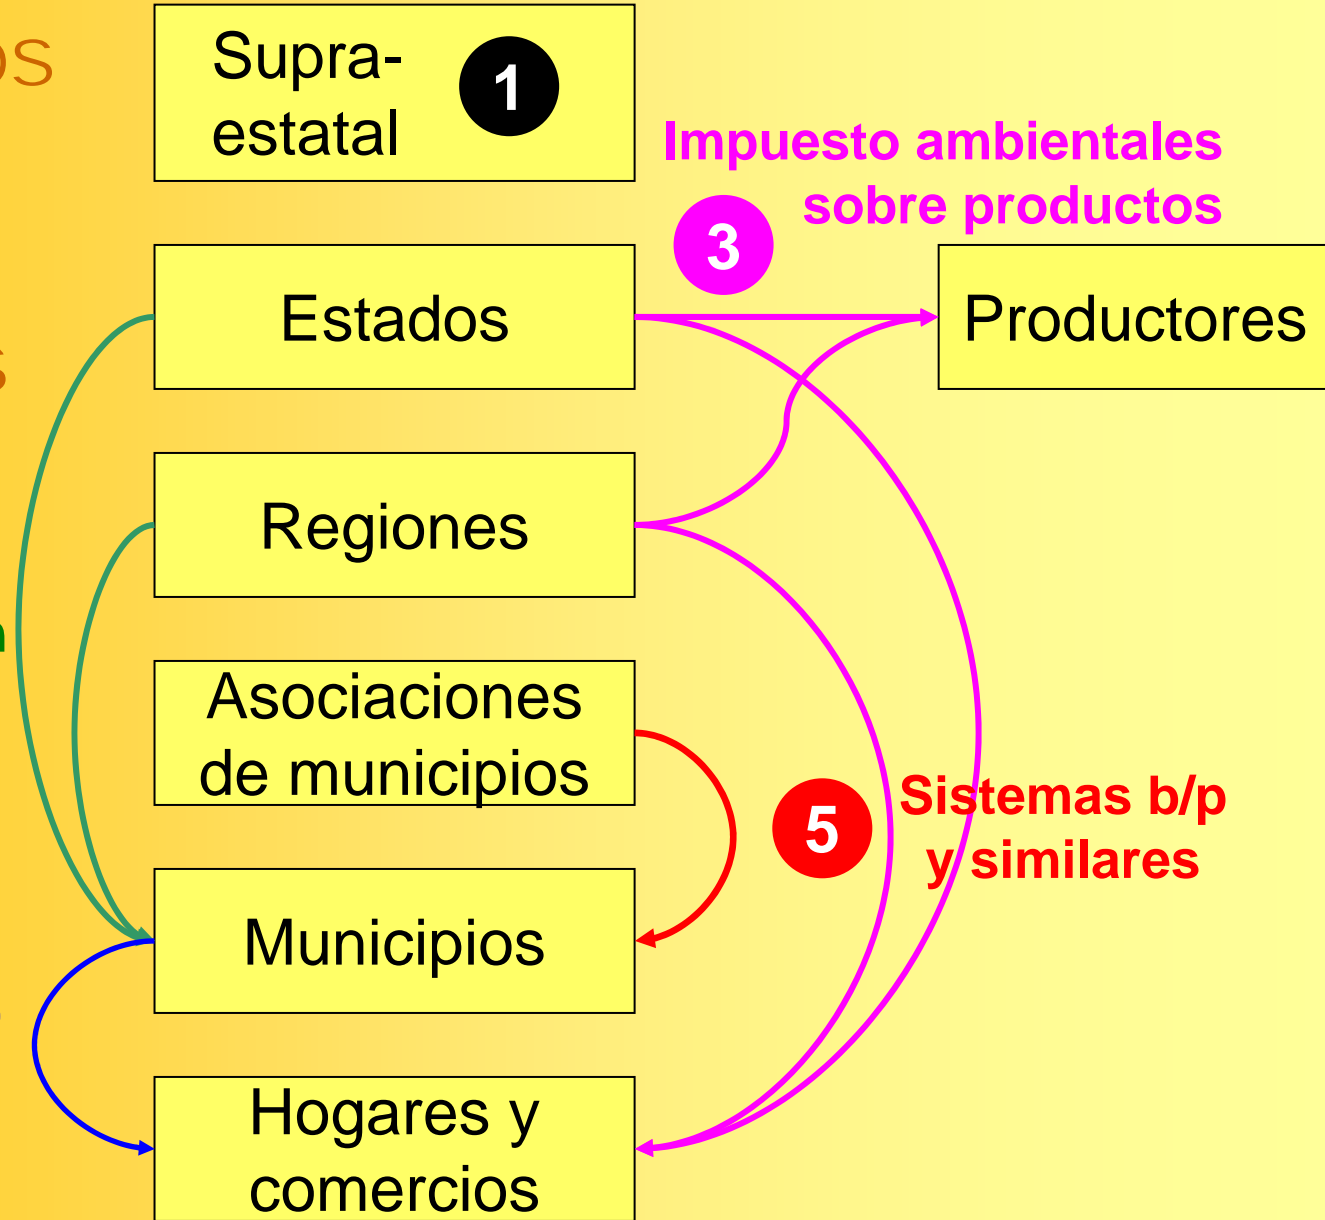 Supra-
estatal
1
Impuesto ambientales
sobre productos
3
Estados
Productores
Regiones
Asociaciones
de municipios
5
Sistemas b/p
y similares
Municipios
Hogares y
comercios